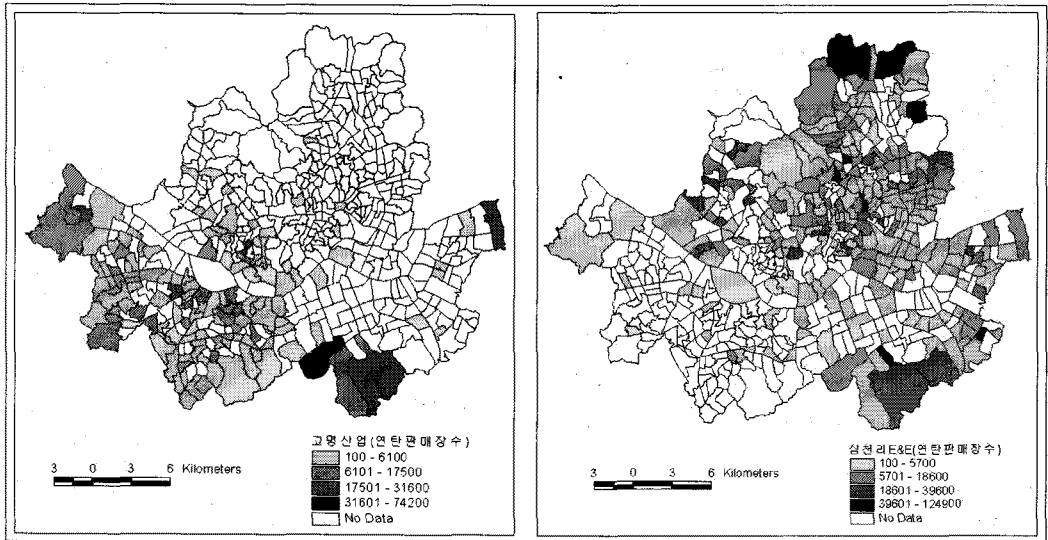 고명산업(연탄판매장수)
100 - 6100
6101 - 17500
17501 - 31600
31601 - 74200
No Data
3 0 3 6 Kilometers
삼천리E&E(연탄판매장수)
100 - 5700
5701 - 18600
18601 - 39600
39601 - 124900
No Data
3 0 3 6 Kilometers